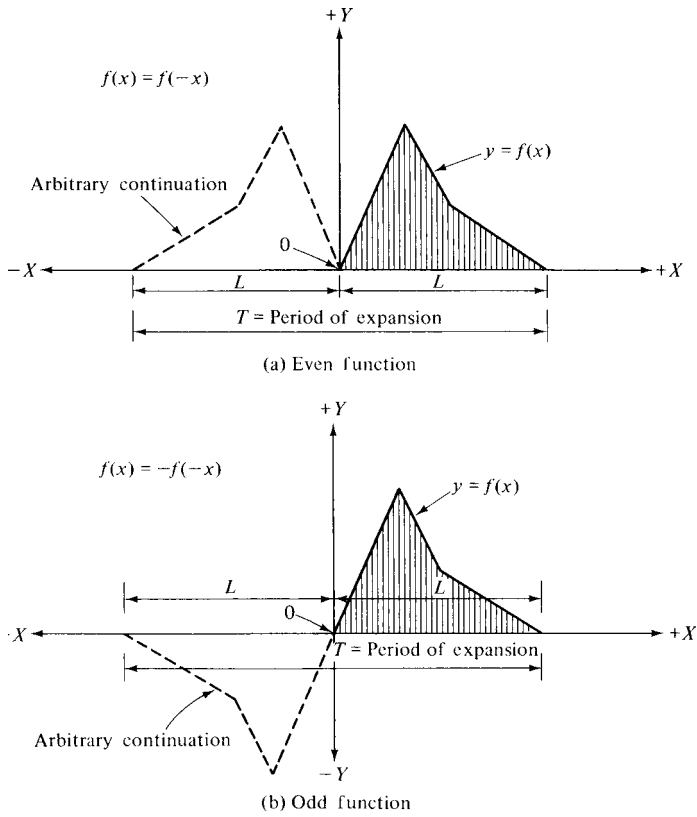 +Y
f(x) = f(−x)
y = f(x)
Arbitrary continuation
0
−X
+X
L
L
T = Period of expansion
(a) Even function
+Y
f(x) = −f(−x)
y = f(x)
L
L
0
X
+X
T = Period of expansion
Arbitrary continuation
−Y
(b) Odd function